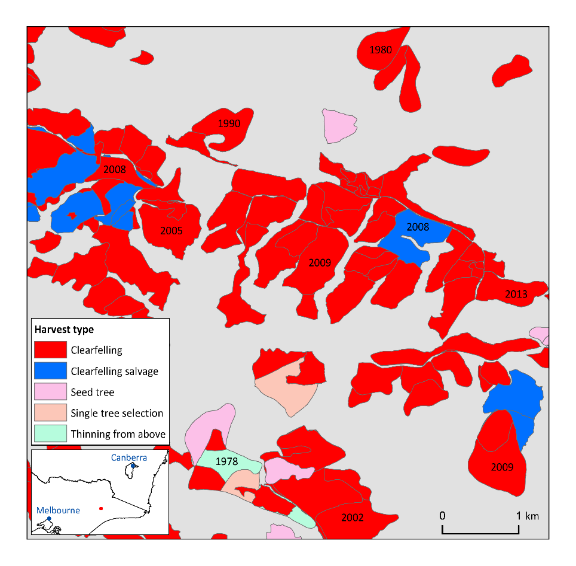 1980
1990
2008
2005
2008
2009
2013
Harvest type
Clearfelling
Clearfelling salvage
Seed tree
Single tree selection
Thinning from above
1978
2009
2002
Canberra
Melbourne
0 1 km